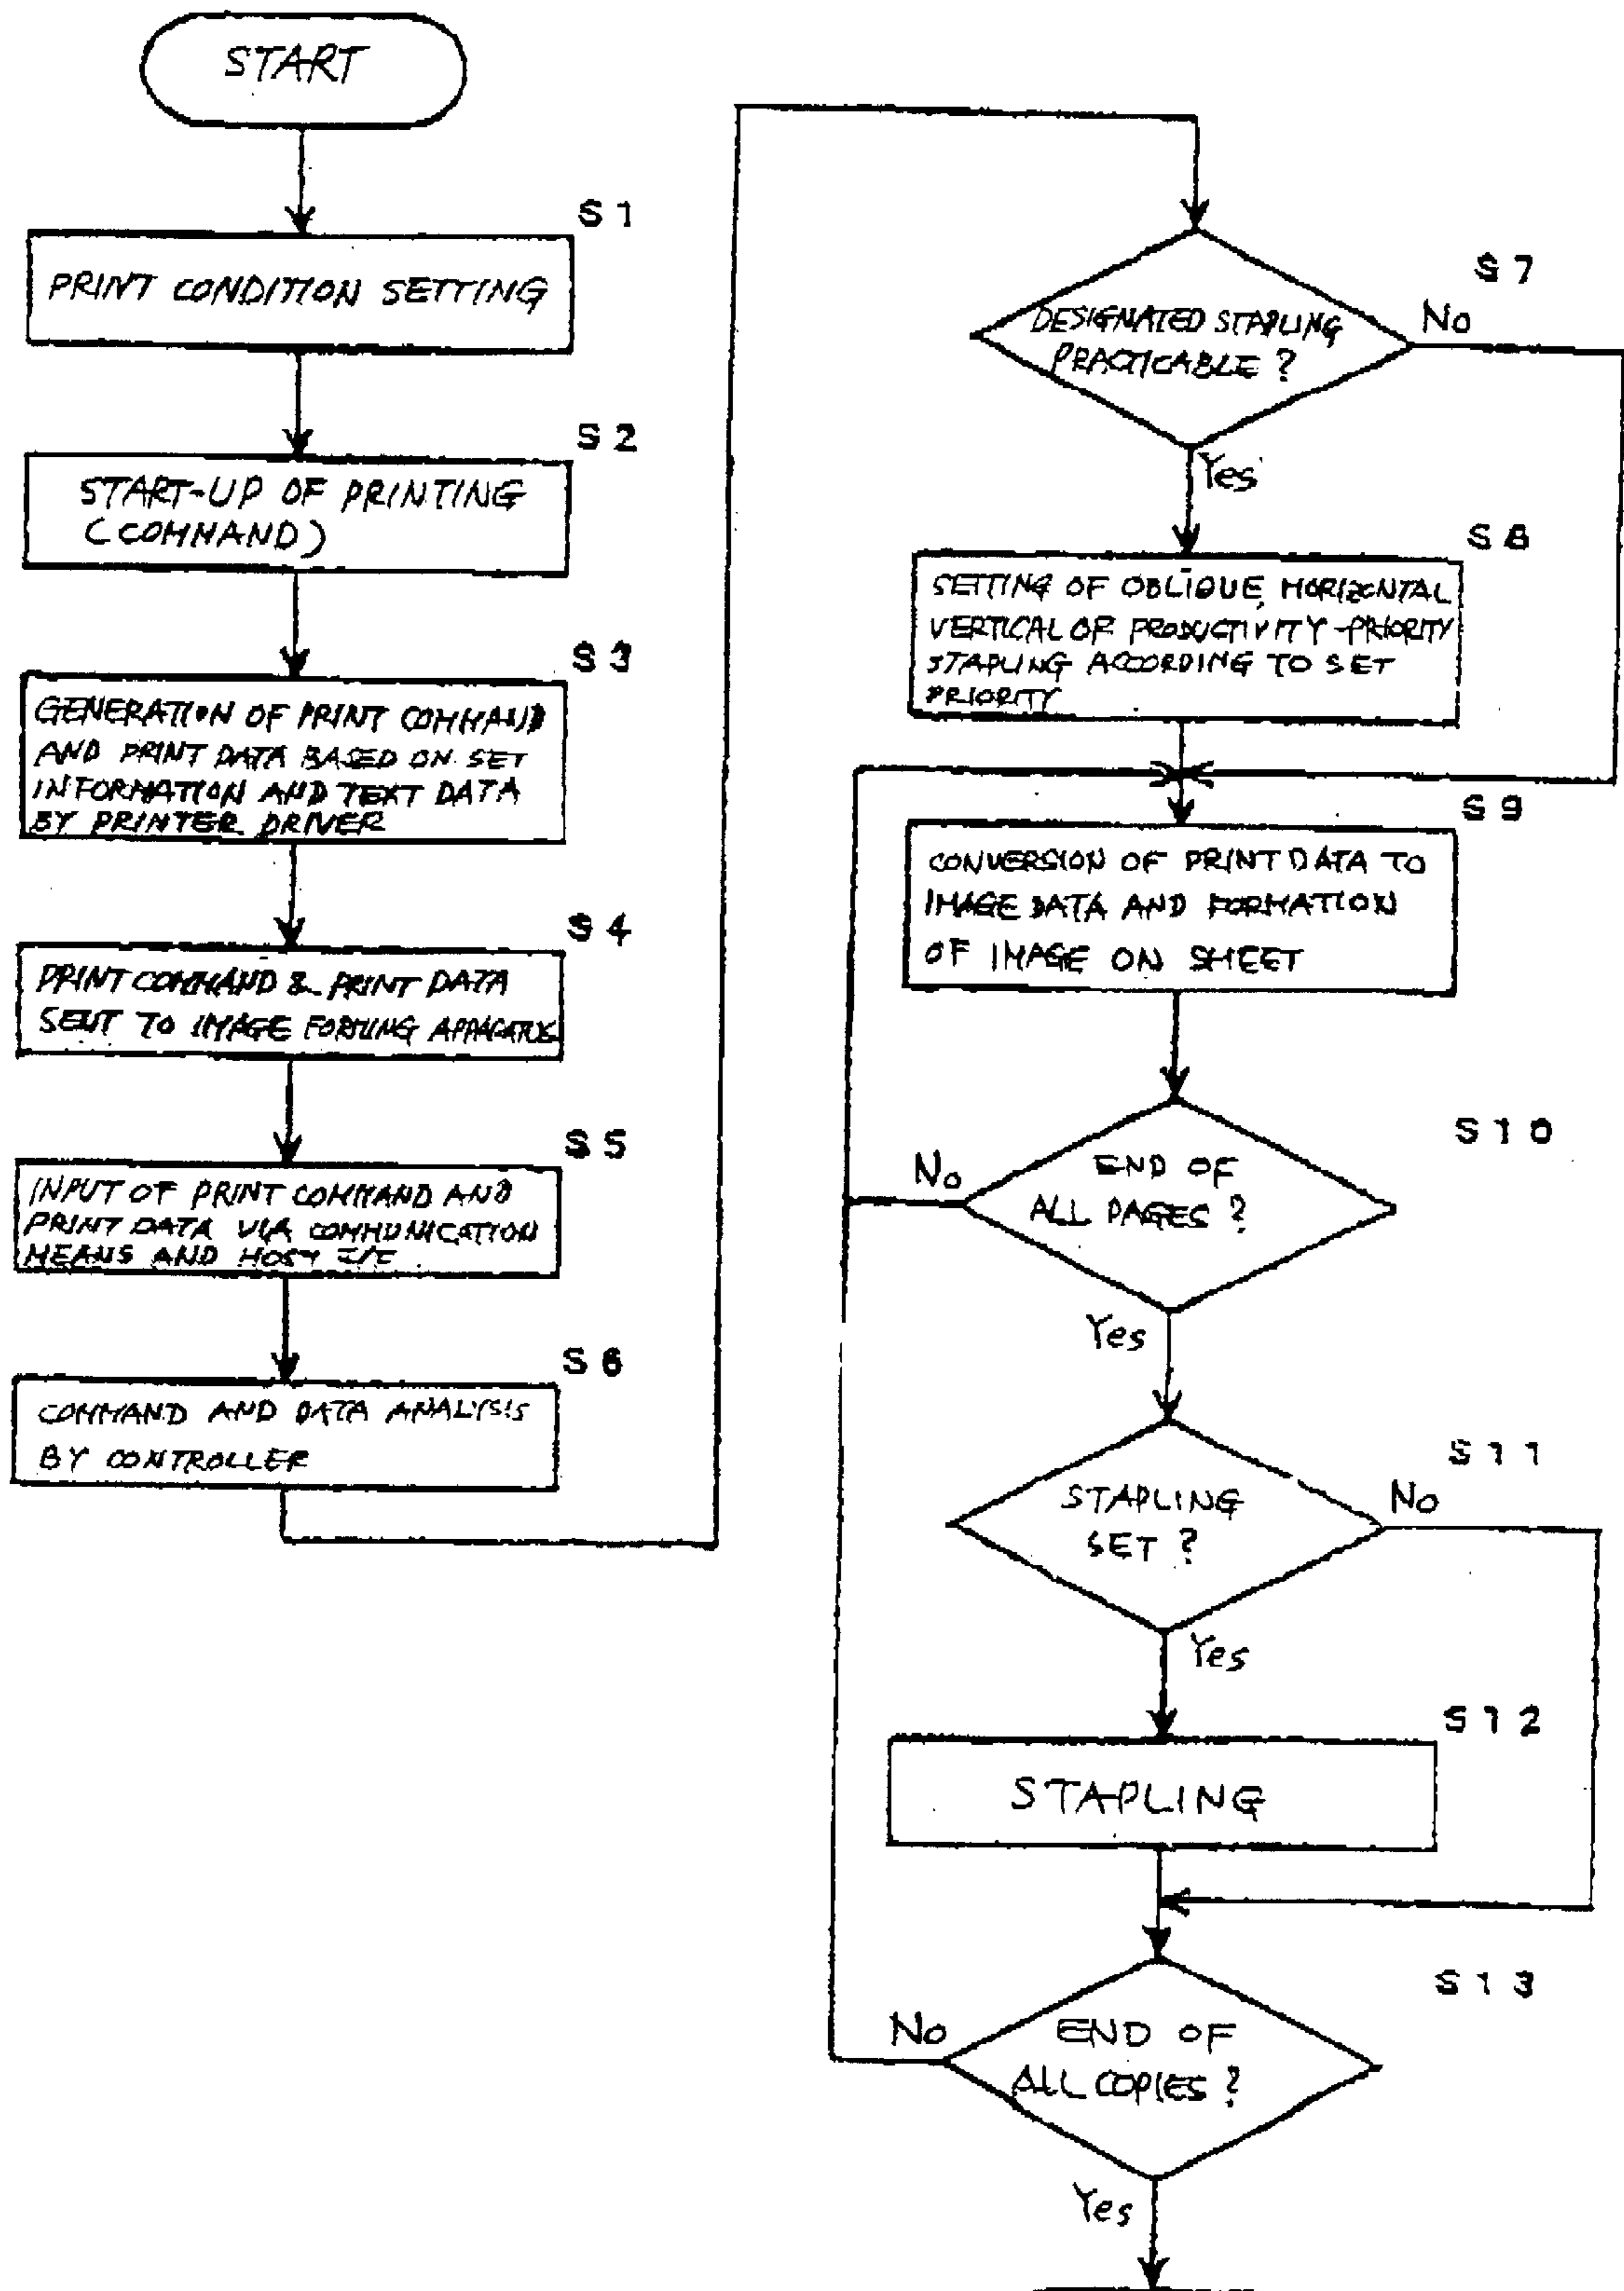 START
S1
PRINT CONDITION SETTING
S2
START-UP OF PRINTING
(COMMAND)
S3
GENERATION OF PRINT COMMAND
AND PRINT DATA BASED ON SET
INFORMATION AND TEXT DATA
BY PRINTER DRIVER
S4
PRINT COMMAND & PRINT DATA
SENT TO IMAGE FORMING APPARATUS
S5
INPUT OF PRINT COMMAND AND
PRINT DATA VIA COMMUNICATION
MEANS AND HOST I/F
S6
COMMAND AND DATA ANALYSIS
BY CONTROLLER
S7
DESIGNATED STAPLING
PRACTICABLE ?
No
Yes
S8
SETTING OF OBLIQUE, HORIZONTAL
VERTICAL OR PRODUCTIVITY-PRIORITY
STAPLING ACCORDING TO SET
PRIORITY
S9
CONVERSION OF PRINT DATA TO
IMAGE DATA AND FORMATION
OF IMAGE ON SHEET
S10
No
END OF
ALL PAGES ?
Yes
S11
STAPLING
SET ?
No
Yes
S12
STAPLING
S13
No
END OF
ALL COPIES ?
Yes